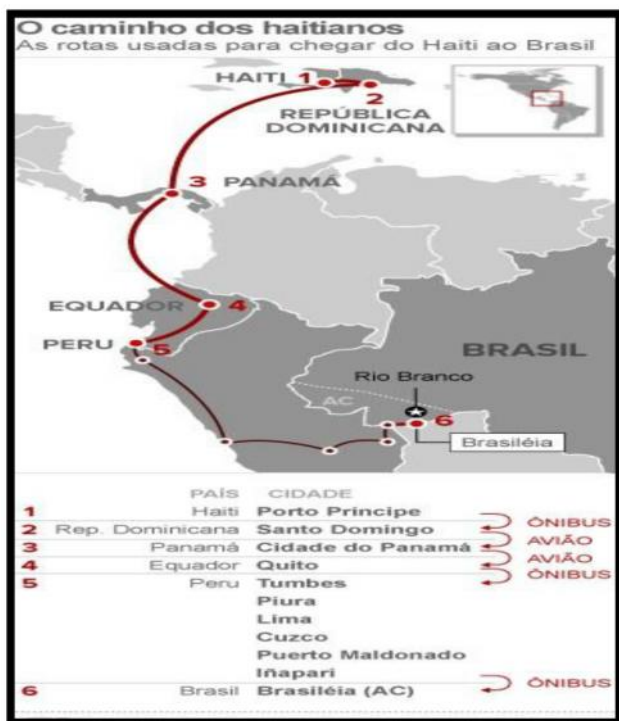 O caminho dos haitianos
As rotas usadas para chegar do Haiti ao Brasil
HAITI 1
2
REPÚBLICA
DOMINICANA
3 PANAMÁ
EQUADOR 4
PERU 5
BRASIL
Rio Branco
AC
6
Brasiléia
PAÍS CIDADE
1 Haiti Porto Príncipe
ÔNIBUS
2 Rep. Dominicana Santo Domingo
AVIÃO
3 Panamá Cidade do Panamá
AVIÃO
4 Equador Quito
ÔNIBUS
5 Peru Tumbes
Piura
Lima
Cuzco
Puerto Maldonado
Iñapari
ÔNIBUS
6 Brasil Brasiléia (AC)